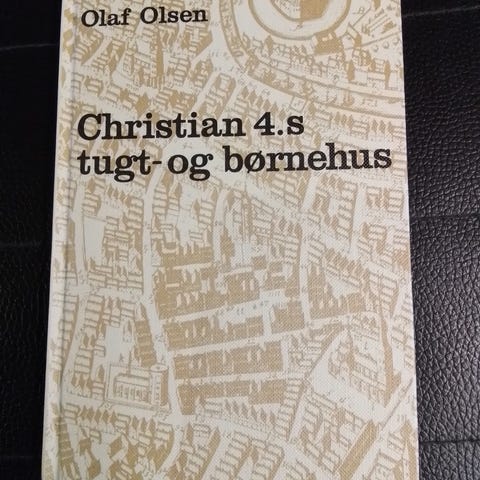 Olaf Olsen
Christian 4.s
tugt- og børnehus